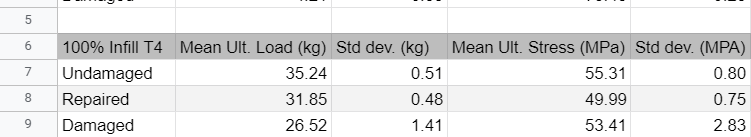 5
6 100% Infill T4 Mean Ult. Load (kg) Std dev. (kg) Mean Ult. Stress (MPa) Std dev. (MPA)
7 Undamaged 35.24 0.51 55.31 0.80
8 Repaired 31.85 0.48 49.99 0.75
9 Damaged 26.52 1.41 53.41 2.83